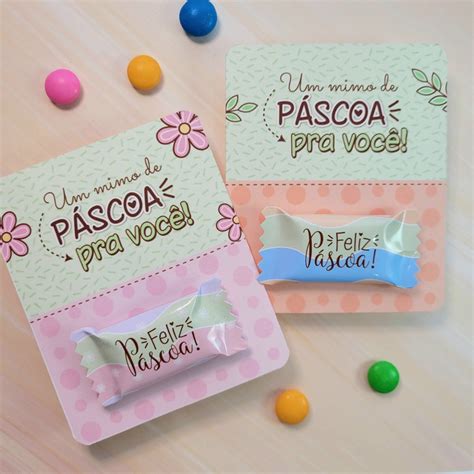 Um mimo de
PÁSCOA
pra você!
Feliz
Páscoa!
Um mimo de
PÁSCOA
pra você!
Feliz
Páscoa!